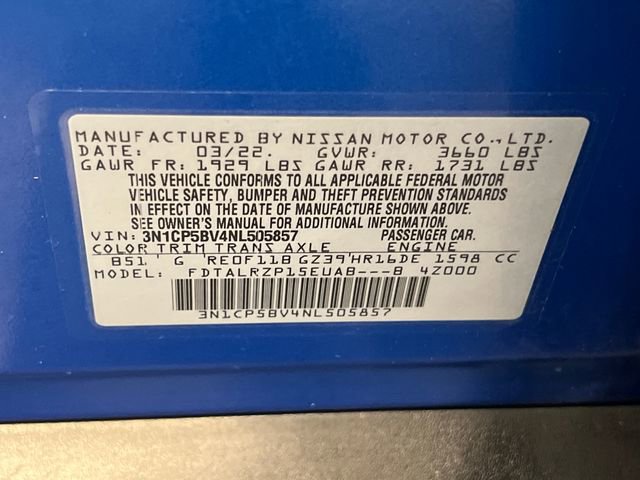 MANUFACTURED BY NISSAN MOTOR CO., LTD.
DATE: 03/22. GVWR: 3660 LBS
GAWR FR: 1929 LBS GAWR RR: 1731 LBS
THIS VEHICLE CONFORMS TO ALL APPLICABLE FEDERAL MOTOR
VEHICLE SAFETY, BUMPER AND THEFT PREVENTION STANDARDS
IN EFFECT ON THE DATE OF MANUFACTURE SHOWN ABOVE.
SEE OWNER'S MANUAL FOR ADDITIONAL INFORMATION.
VIN: 3N1CP5BV4NL505857 PASSENGER CAR.
COLOR TRIM TRANS AXLE ENGINE
B51 ' G ' RE0F11B GZ39'HR16DE 1598 CC
MODEL: FDTALRZP15EUAB---B 4Z000
3N1CP5BV4NL505857